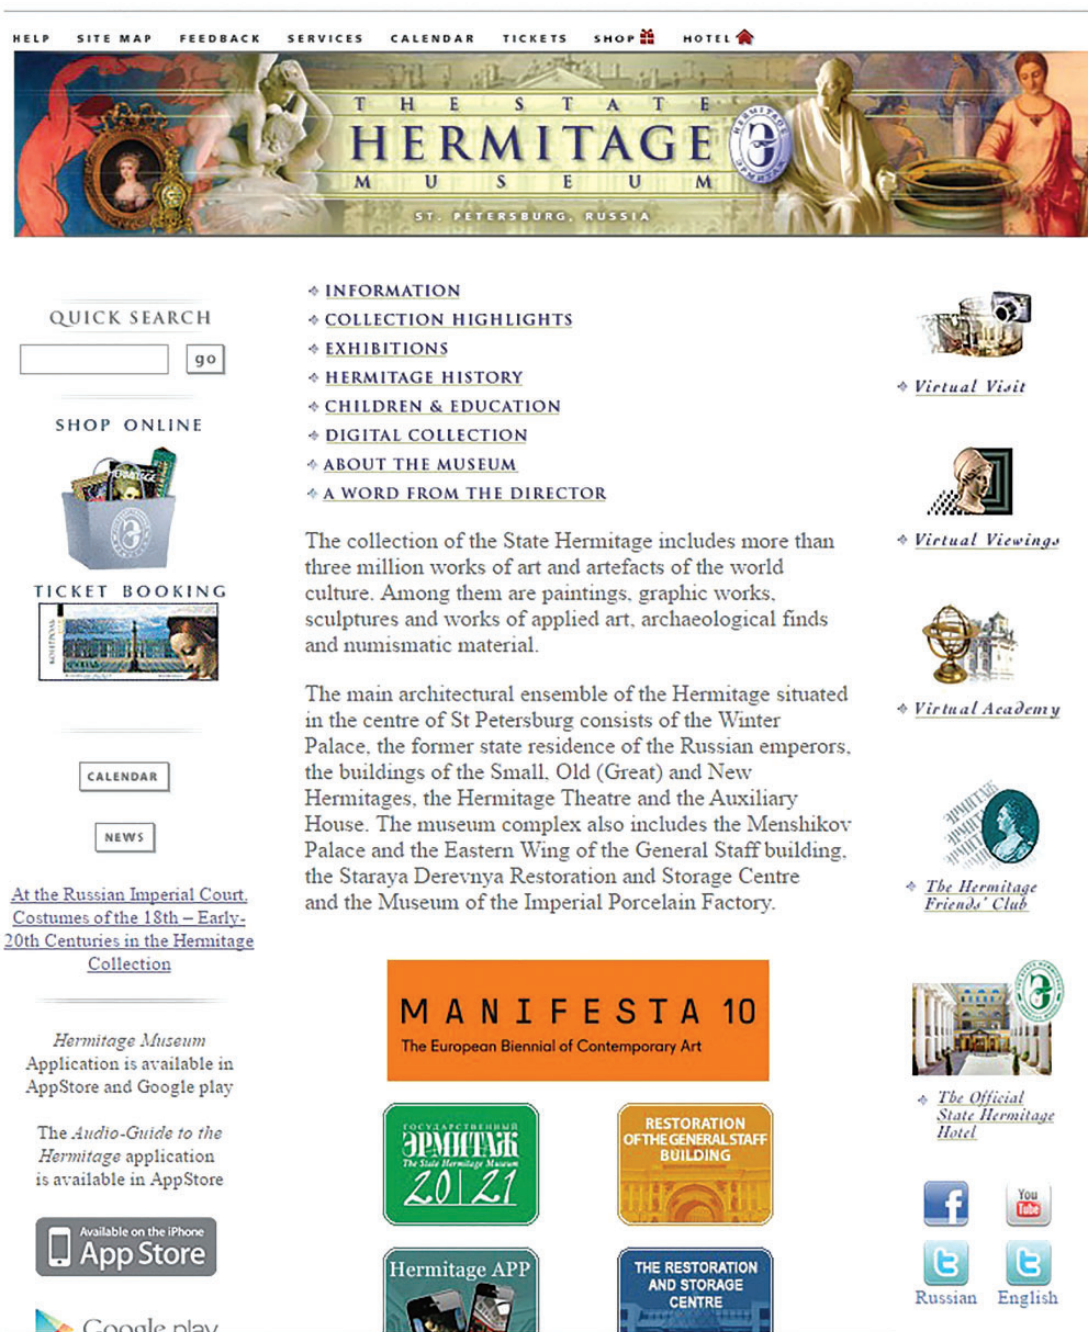 HELP SITE MAP FEEDBACK SERVICES CALENDAR TICKETS SHOP HOTEL
THE STATE
HERMITAGE
MUSEUM
ST. PETERSBURG, RUSSIA
QUICK SEARCH
go
SHOP ONLINE
HERMITAGE
TICKET BOOKING
CALENDAR
NEWS
At the Russian Imperial Court.
Costumes of the 18th – Early-
20th Centuries in the Hermitage
Collection
Hermitage Museum
Application is available in
AppStore and Google play
The Audio-Guide to the
Hermitage application
is available in AppStore
Available on the iPhone
App Store
Google play
INFORMATION
COLLECTION HIGHLIGHTS
EXHIBITIONS
HERMITAGE HISTORY
CHILDREN & EDUCATION
DIGITAL COLLECTION
ABOUT THE MUSEUM
A WORD FROM THE DIRECTOR
The collection of the State Hermitage includes more than
three million works of art and artefacts of the world
culture. Among them are paintings, graphic works,
sculptures and works of applied art, archaeological finds
and numismatic material.
The main architectural ensemble of the Hermitage situated
in the centre of St Petersburg consists of the Winter
Palace, the former state residence of the Russian emperors,
the buildings of the Small, Old (Great) and New
Hermitages, the Hermitage Theatre and the Auxiliary
House. The museum complex also includes the Menshikov
Palace and the Eastern Wing of the General Staff building,
the Staraya Derevnya Restoration and Storage Centre
and the Museum of the Imperial Porcelain Factory.
MANIFESTA 10
The European Biennial of Contemporary Art
ГОСУДАРСТВЕННЫЙ
ЭРМИТАЖ
The State Hermitage Museum
20|21
RESTORATION
OF THE GENERAL STAFF
BUILDING
Hermitage APP
THE RESTORATION
AND STORAGE
CENTRE
Virtual Visit
Virtual Viewings
Virtual Academy
ЭРМИТАЖ
The Hermitage
Friends' Club
The Official
State Hermitage
Hotel
f
You
Tube
Russian English